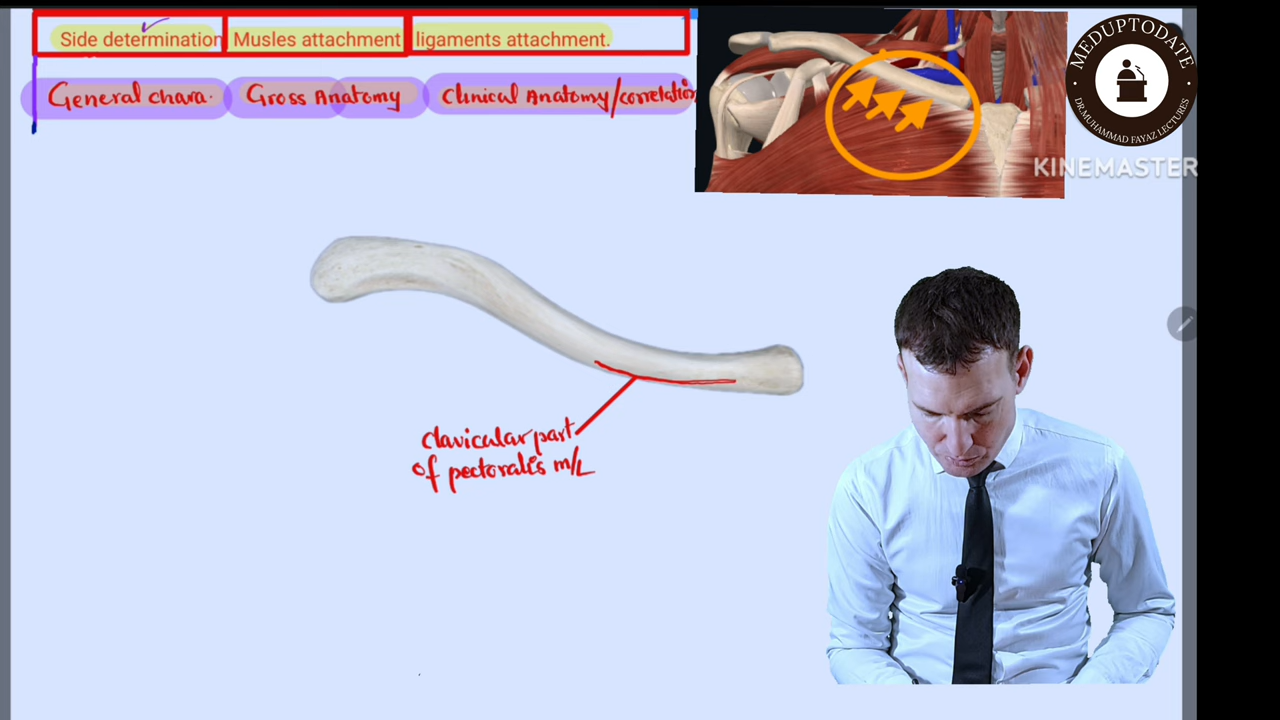 Side determination Musles attachment ligaments attachment.
General chara. Gross Anatomy Clinical Anatomy/correlation
MEDUPTODATE
DR.MUHAMMAD FAYAZ LECTURES
KINEMASTER
clavicular part
of pectoralis m/L